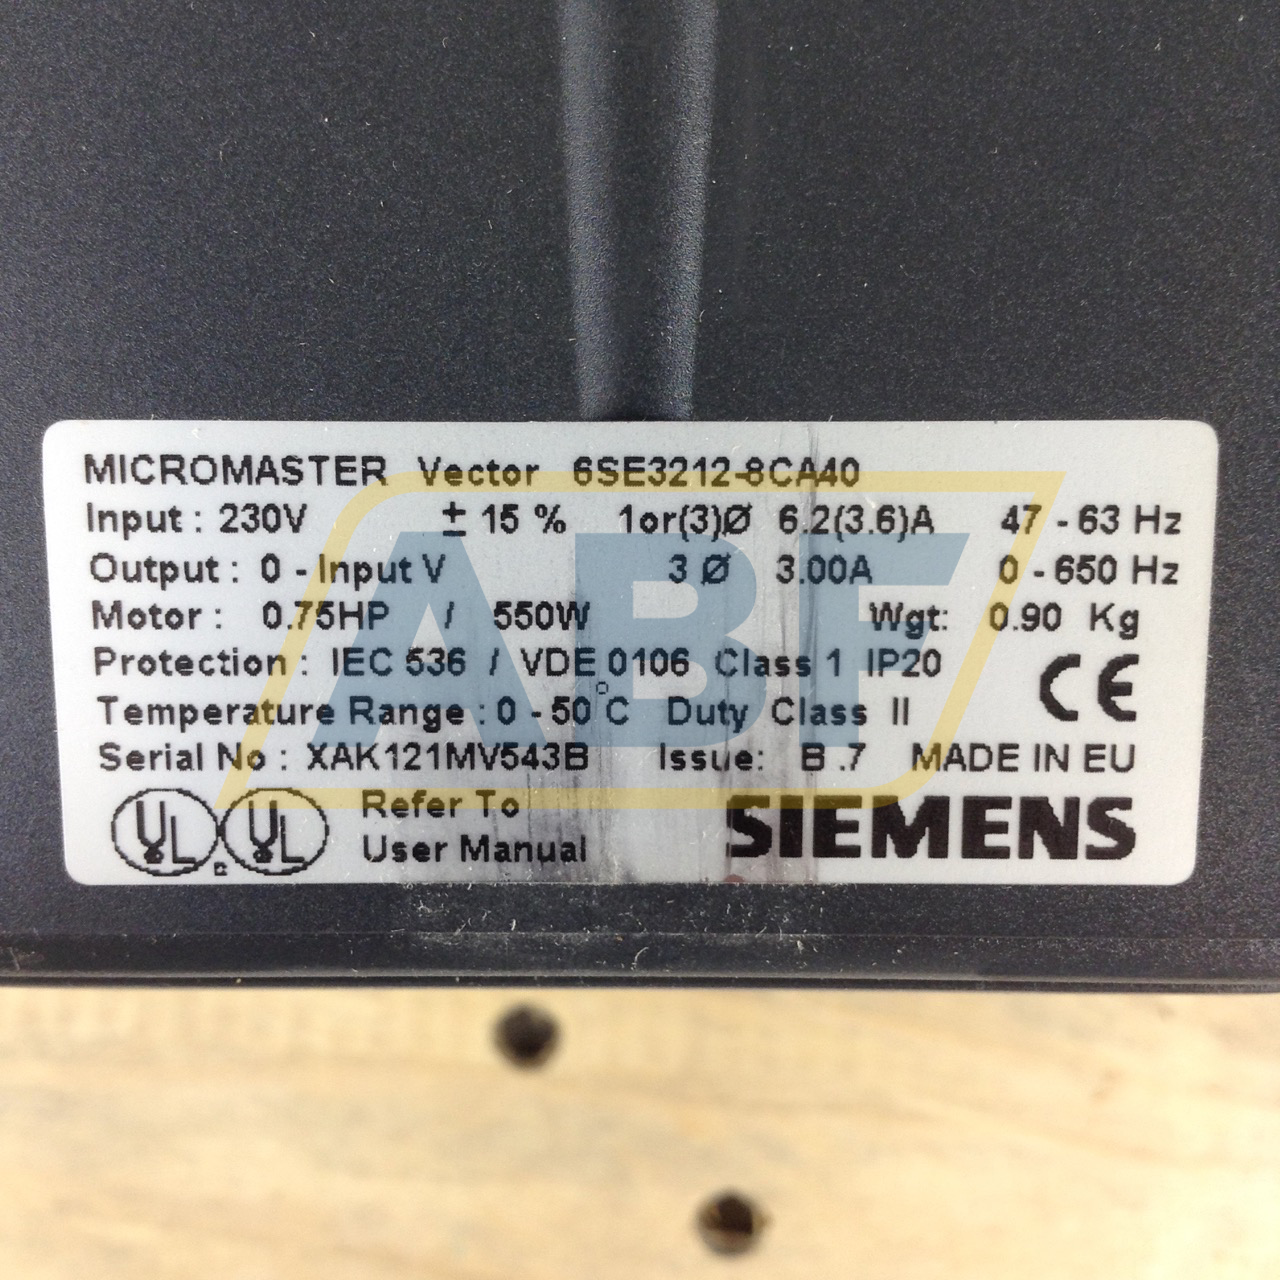 MICROMASTER Vector 6SE3212-8CA40
Input : 230V ± 15 % 1or(3)Ø 6.2(3.6)A 47 - 63 Hz
Output : 0 - Input V 3 Ø 3.00A 0 - 650 Hz
Motor : 0.75HP / 550W Wgt: 0.90 Kg
Protection : IEC 536 / VDE 0106 Class 1 IP20
Temperature Range : 0 - 50°C Duty Class II
CE
Serial No : XAK121MV543B Issue: B.7 MADE IN EU
UL c UL
Refer To
User Manual
SIEMENS
ABF